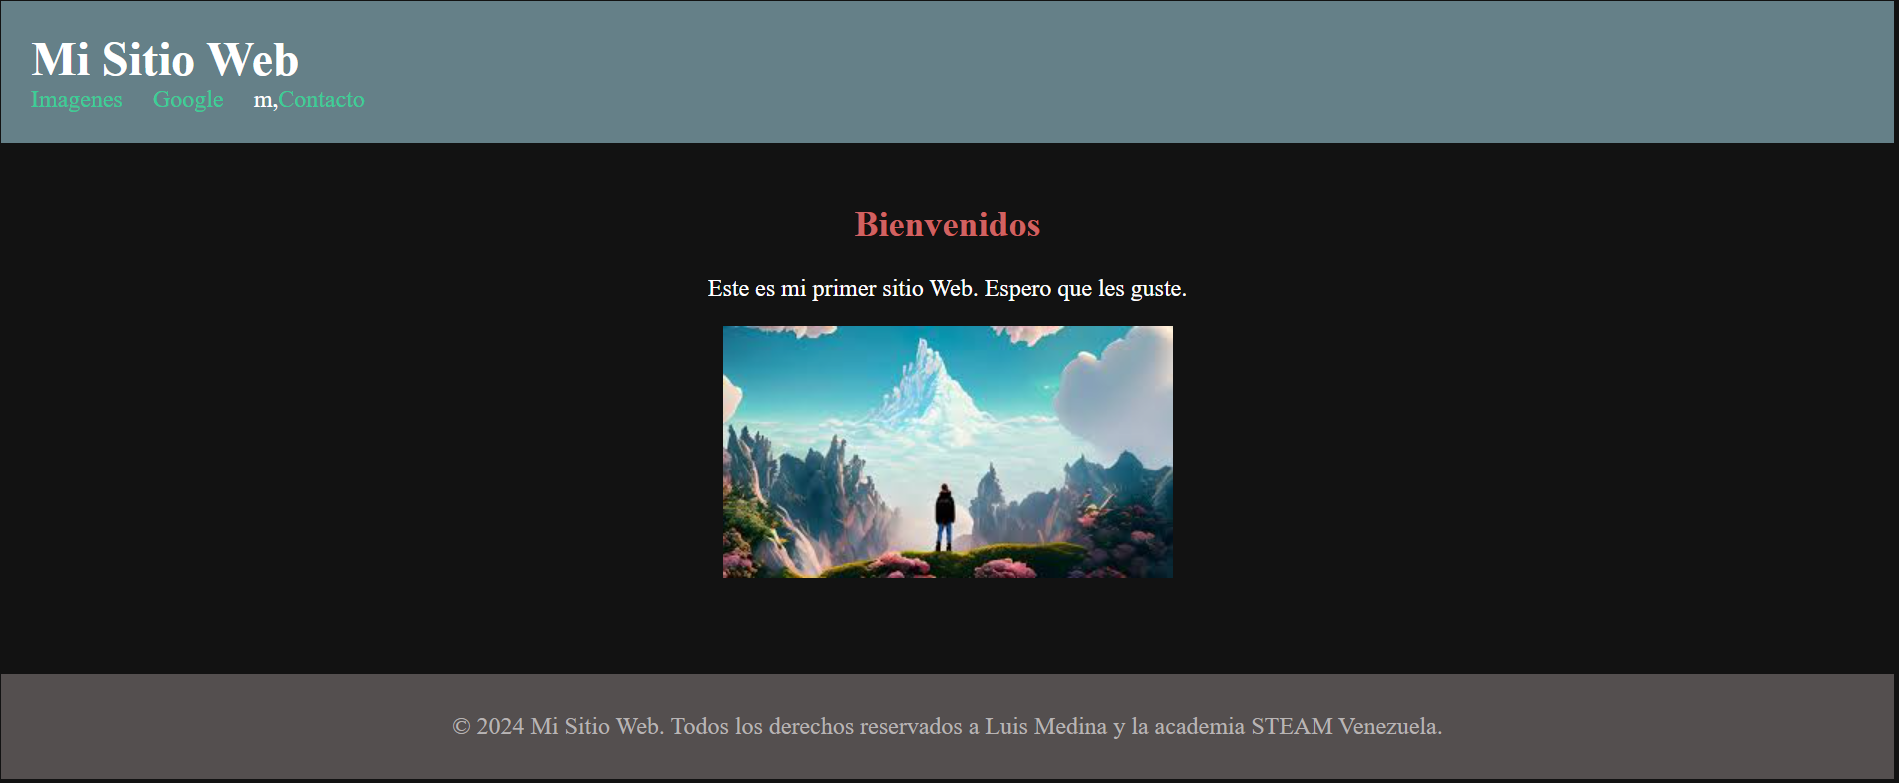 Mi Sitio Web
Imagenes Google m,Contacto
Bienvenidos
Este es mi primer sitio Web. Espero que les guste.
© 2024 Mi Sitio Web. Todos los derechos reservados a Luis Medina y la academia STEAM Venezuela.